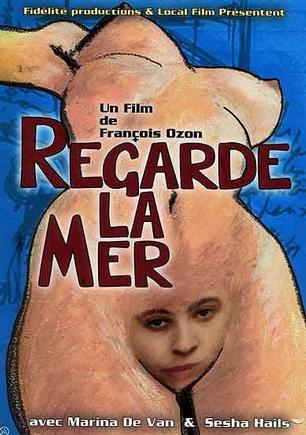 Fidélité productions & Local Film Présentent
Un Film
de
François Ozon
REGARDE
LA
MER
avec Marina De Van & Sesha Hails